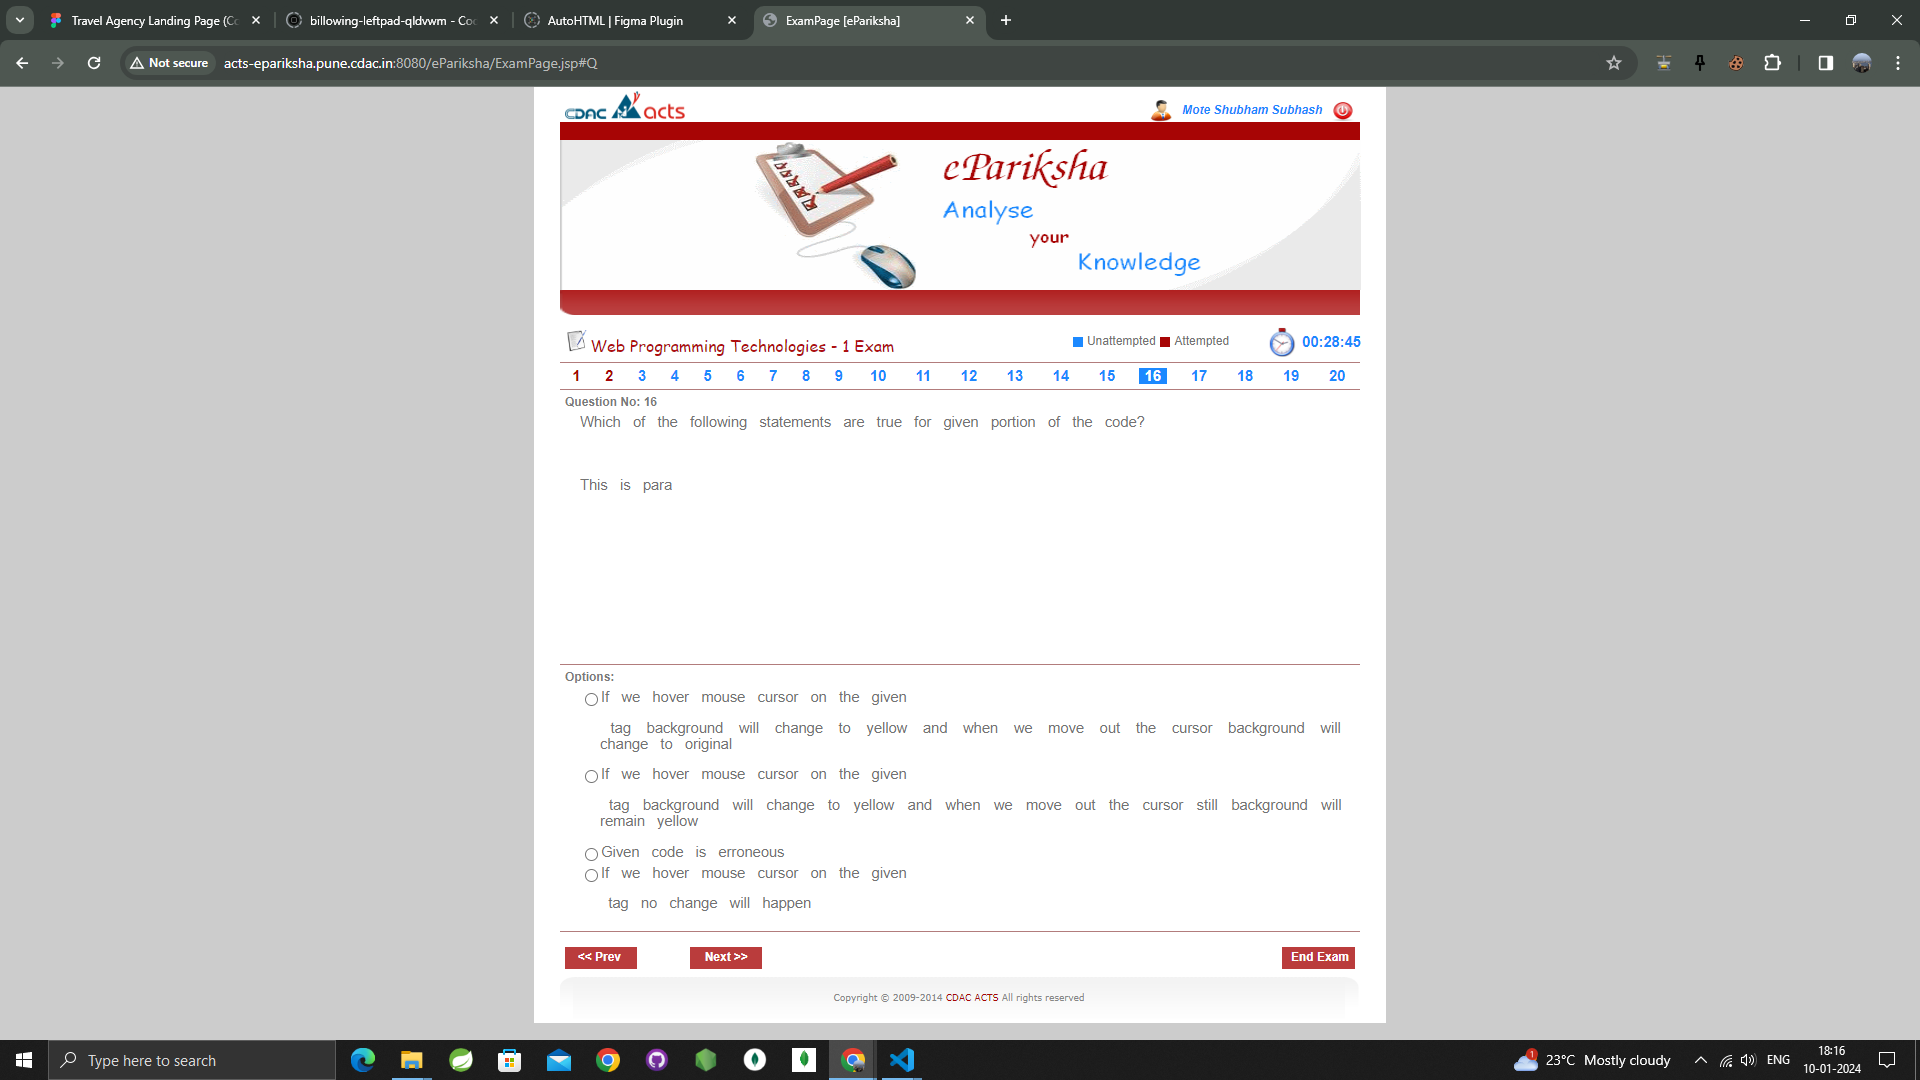 Travel Agency Landing Page (Co
billowing-leftpad-qldvwm - Coc
AutoHTML | Figma Plugin
ExamPage [ePariksha]
Not secure
acts-epariksha.pune.cdac.in:8080/ePariksha/ExamPage.jsp#Q
CDAC acts
Mote Shubham Subhash
ePariksha
Analyse
your
Knowledge
Web Programming Technologies - 1 Exam
Unattempted Attempted
00:28:45
1 2 3 4 5 6 7 8 9 10 11 12 13 14 15 16 17 18 19 20
Question No: 16
Which of the following statements are true for given portion of the code?
This is para
Options:
If we hover mouse cursor on the given
tag background will change to yellow and when we move out the cursor background will
change to original
If we hover mouse cursor on the given
tag background will change to yellow and when we move out the cursor still background will
remain yellow
Given code is erroneous
If we hover mouse cursor on the given
tag no change will happen
<< Prev
Next >>
End Exam
Copyright © 2009-2014 CDAC ACTS All rights reserved
Type here to search
1
23°C Mostly cloudy
ENG
18:16
10-01-2024